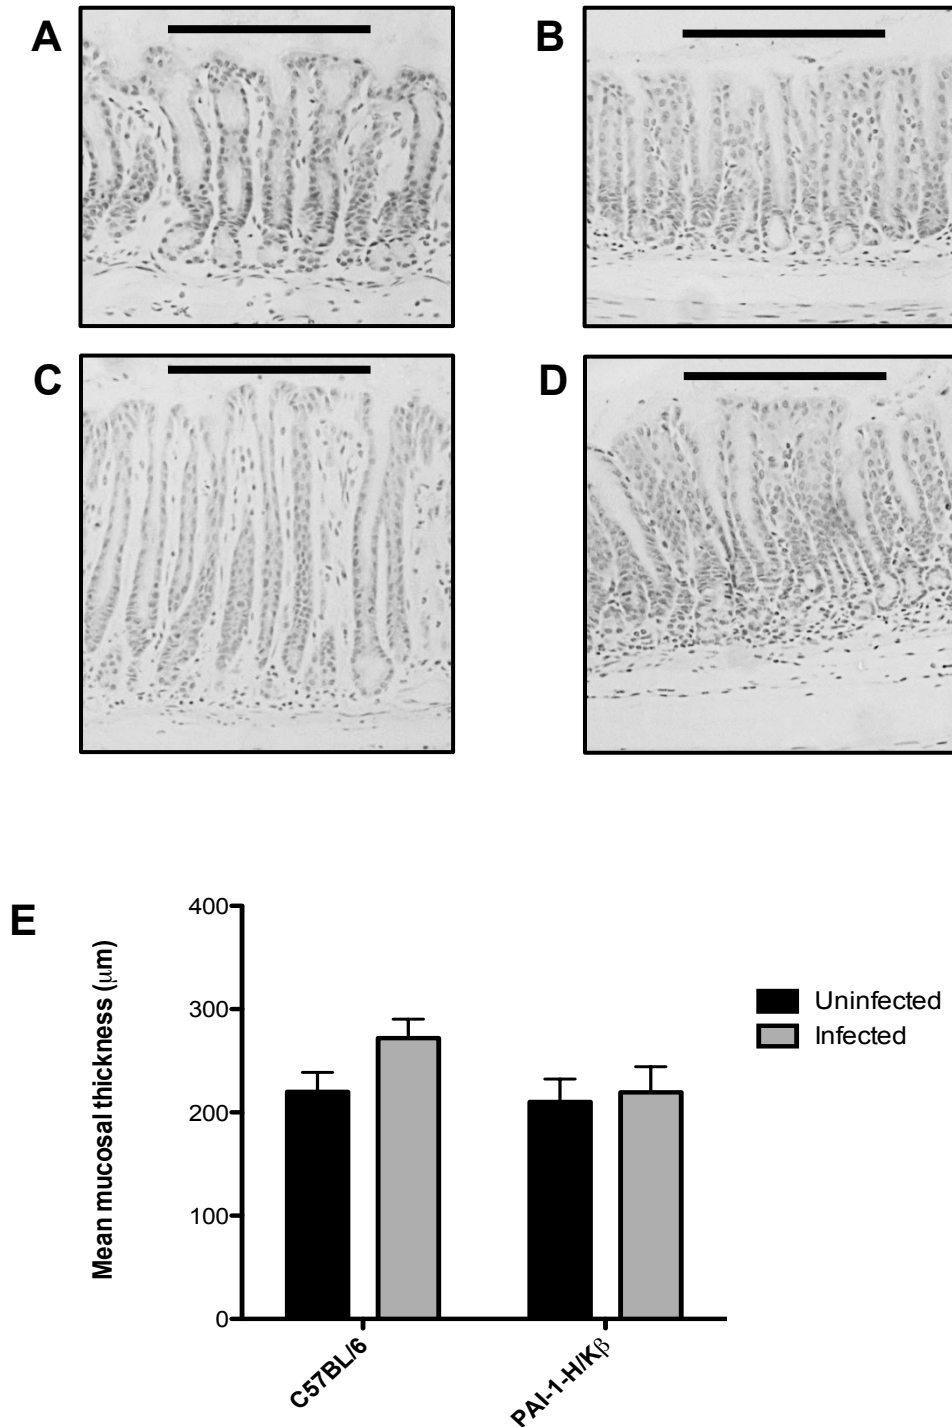 A
B
C
D
E
Mean mucosal thickness (μm)
400
300
200
100
0
C57BL/6
PAI-1-H/Kβ
Uninfected
Infected